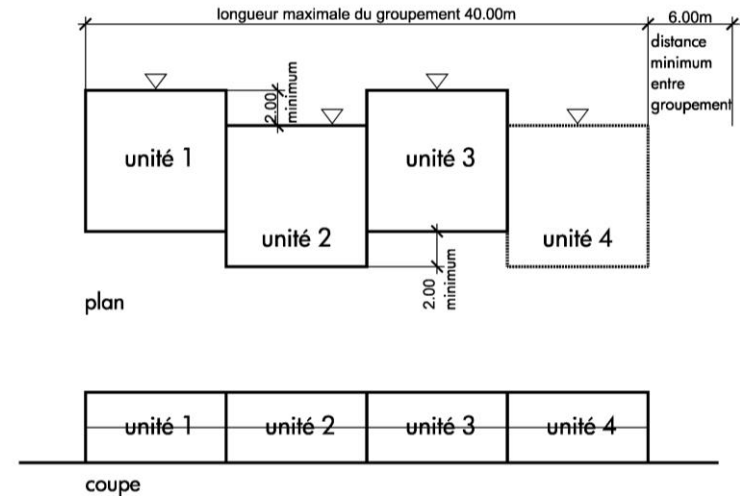 longueur maximale du groupement 40.00m
6.00m
distance
minimum
entre
groupement
2.00
minimum
unité 1
unité 2
unité 3
unité 4
2.00
minimum
plan
unité 1
unité 2
unité 3
unité 4
coupe